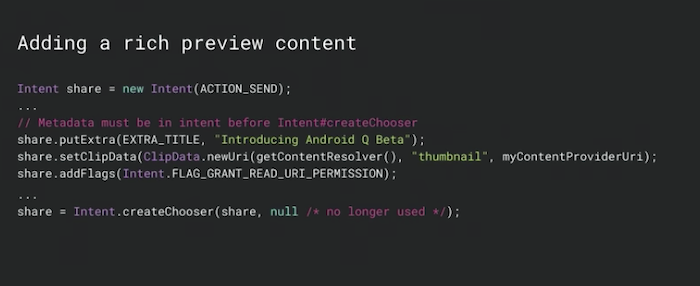 Adding a rich preview content
Intent share = new Intent(ACTION_SEND);
...
// Metadata must be in intent before Intent#createChooser
share.putExtra(EXTRA_TITLE, "Introducing Android Q Beta");
share.setClipData(ClipData.newUri(getContentResolver(), "thumbnail", myContentProviderUri);
share.addFlags(Intent.FLAG_GRANT_READ_URI_PERMISSION);
...
share = Intent.createChooser(share, null /* no longer used */);